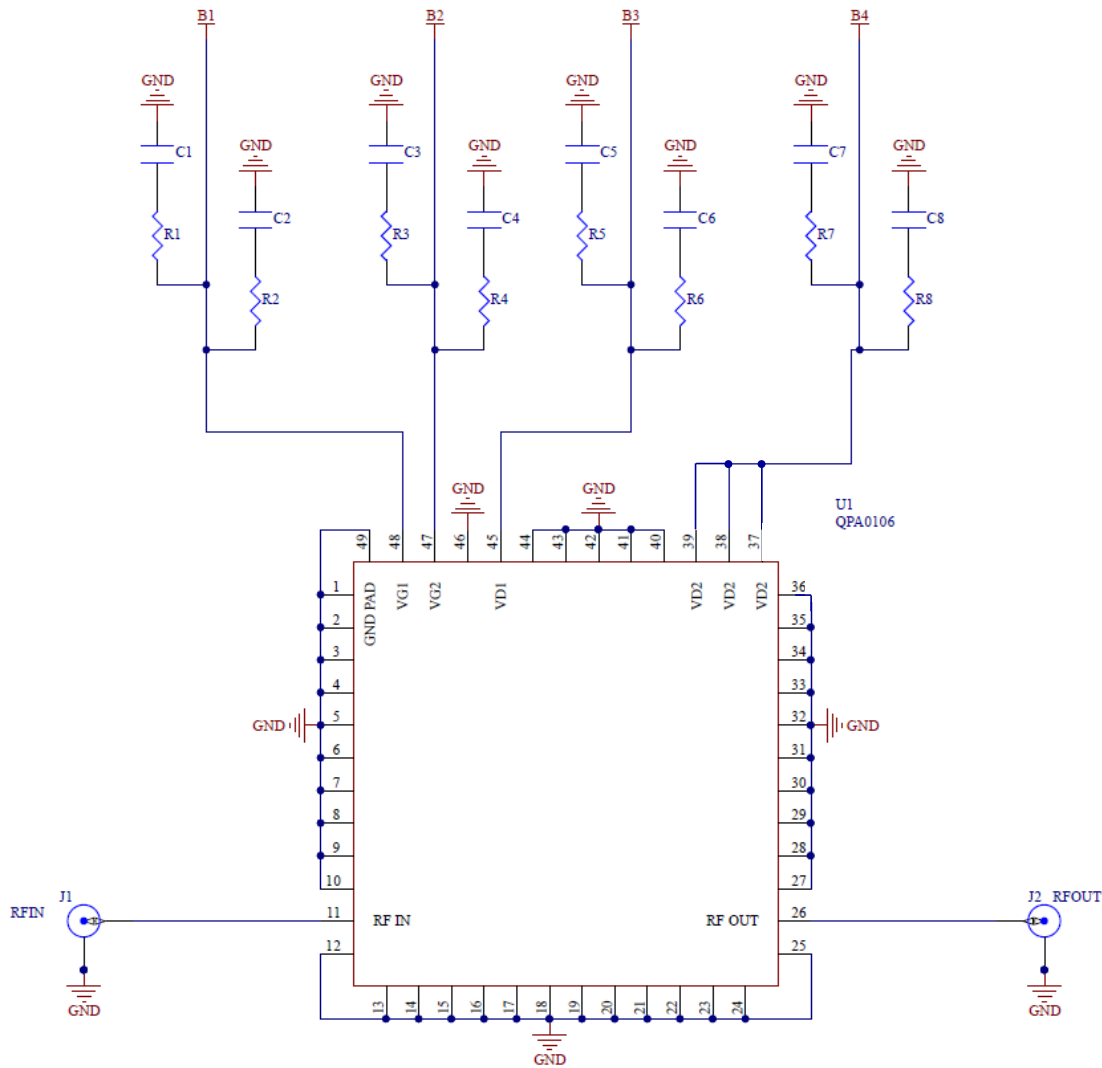 B1
B2
B3
B4
GND
GND
GND
GND
C1
C3
C5
C7
GND
GND
GND
GND
C2
C4
C6
C8
R1
R3
R5
R7
R2
R4
R6
R8
GND
GND
U1
QPA0106
49
48
47
46
45
44
43
42
41
40
39
38
37
GND PAD
VG1
VG2
VD1
VD2
VD2
VD2
1
36
2
35
3
34
4
33
GND
5
32
GND
6
31
7
30
8
29
9
28
10
27
J1
RFIN
11
RF IN
RF OUT
26
J2
RFOUT
12
25
GND
13
14
15
16
17
18
19
20
21
22
23
24
GND
GND